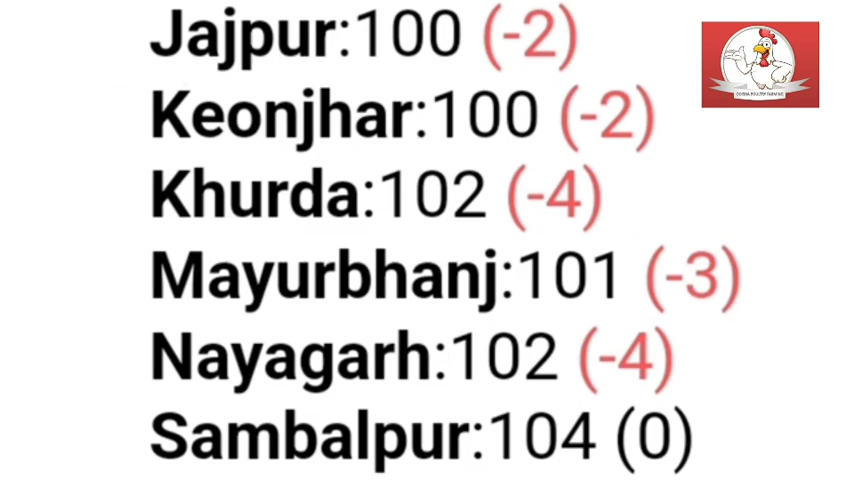 Jajpur:100 (-2)
Keonjhar:100 (-2)
Khurda:102 (-4)
Mayurbhanj:101 (-3)
Nayagarh:102 (-4)
Sambalpur:104 (0)